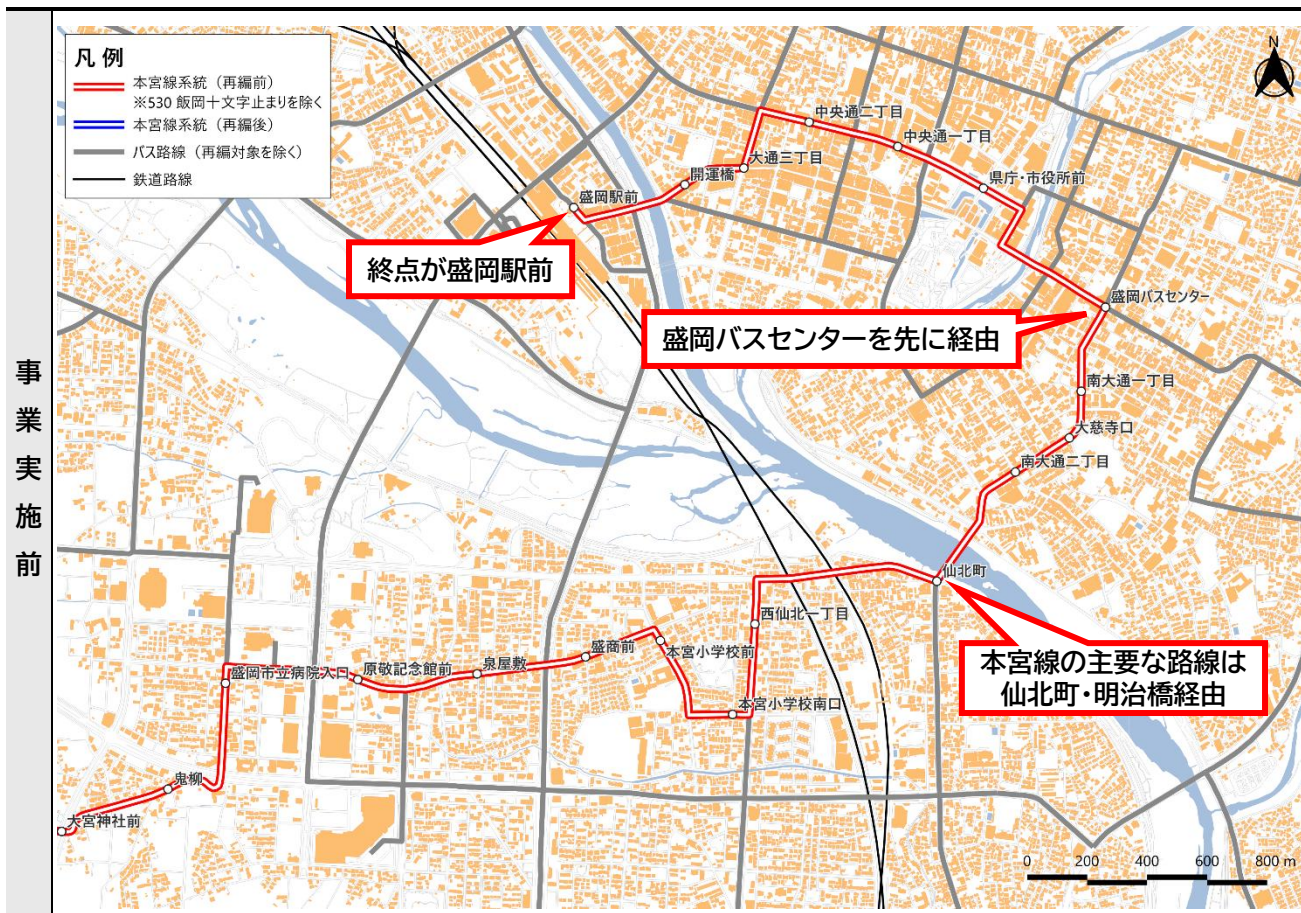 事業実施前
凡例
本宮線系統（再編前）
※530 飯岡十文字止まりを除く
本宮線系統（再編後）
バス路線（再編対象を除く）
鉄道路線
N
中央通二丁目
中央通一丁目
大通三丁目
県庁・市役所前
開運橋
盛岡駅前
終点が盛岡駅前
盛岡バスセンター
盛岡バスセンターを先に経由
南大通一丁目
大慈寺口
南大通二丁目
仙北町
西仙北一丁目
本宮線の主要な路線は
仙北町・明治橋経由
本宮小学校前
盛商前
泉屋敷
原敬記念館前
盛岡市立病院入口
本宮小学校南口
鬼柳
大宮神社前
0 200 400 600 800 m